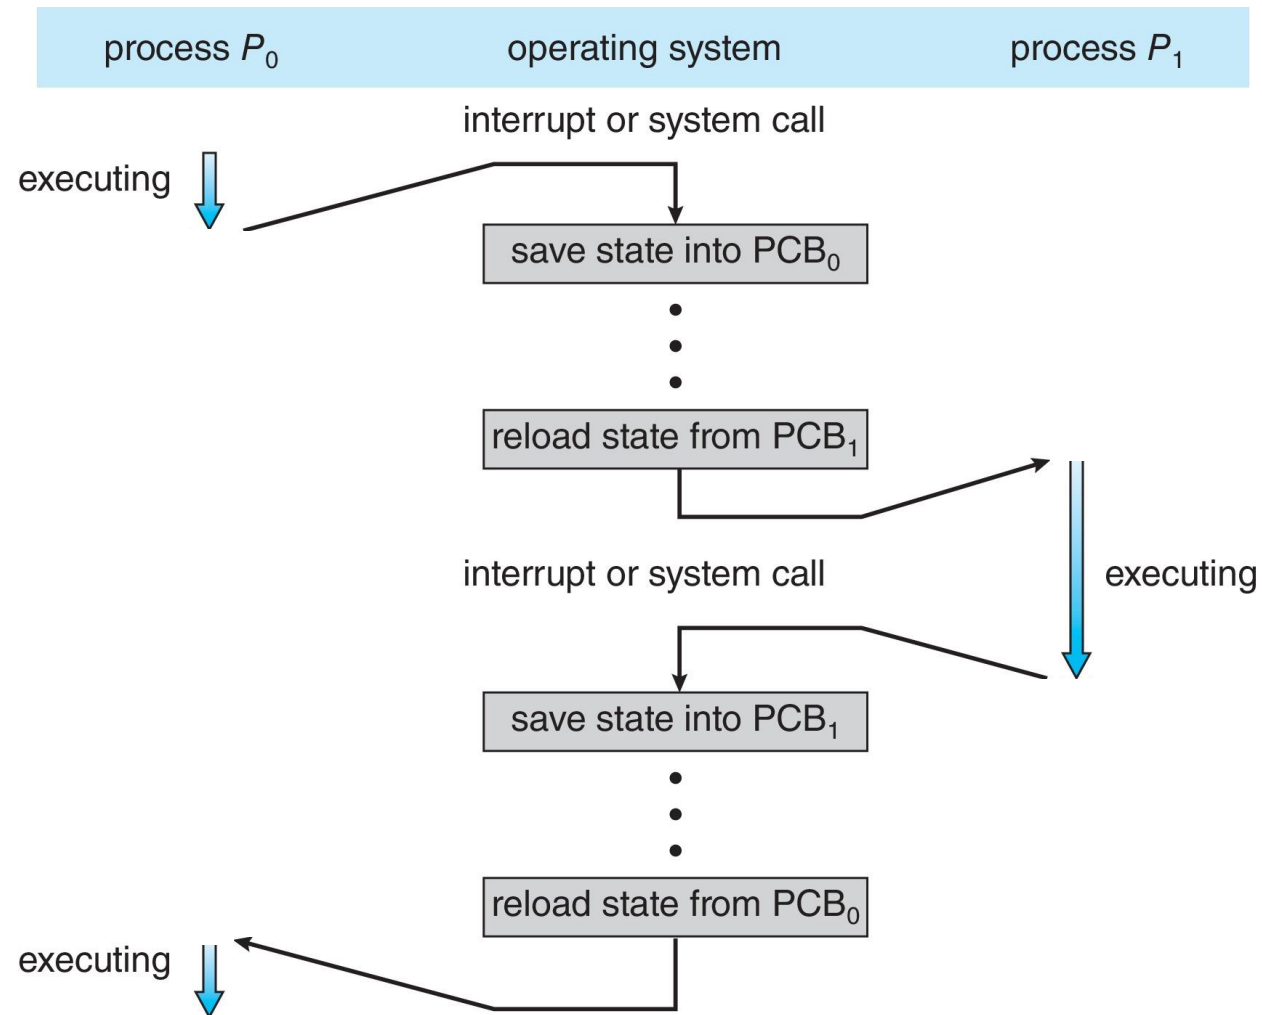 process P₀ operating system process P₁
interrupt or system call
executing
save state into PCB₀
reload state from PCB₁
interrupt or system call
executing
save state into PCB₁
reload state from PCB₀
executing